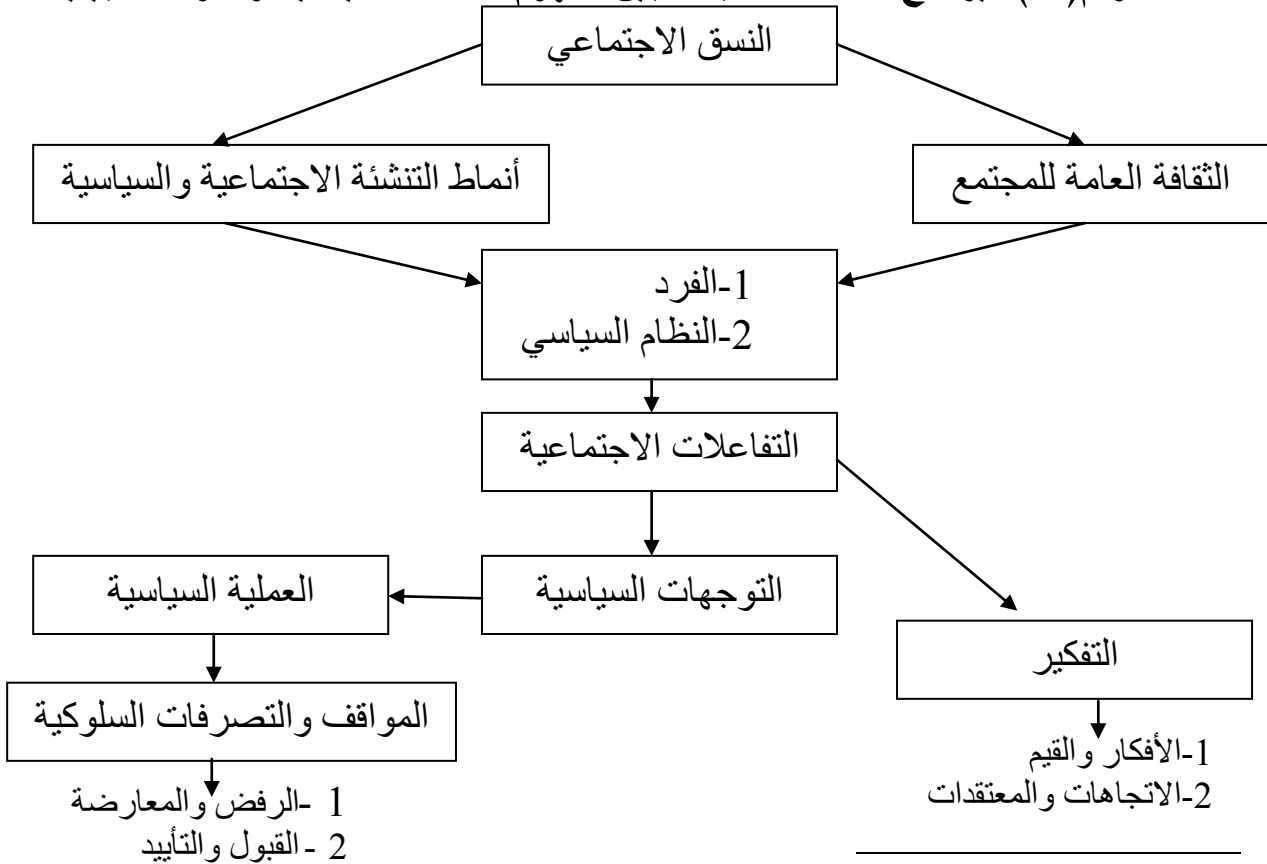 النسق الاجتماعي
الثقافة العامة للمجتمع
أنماط التنشئة الاجتماعية والسياسية
1-الفرد
2-النظام السياسي
التفاعلات الاجتماعية
التوجهات السياسية
العملية السياسية
التفكير
المواقف والتصرفات السلوكية
1-الأفكار والقيم
2-الاتجاهات والمعتقدات
1 -الرفض والمعارضة
2 - القبول والتأييد